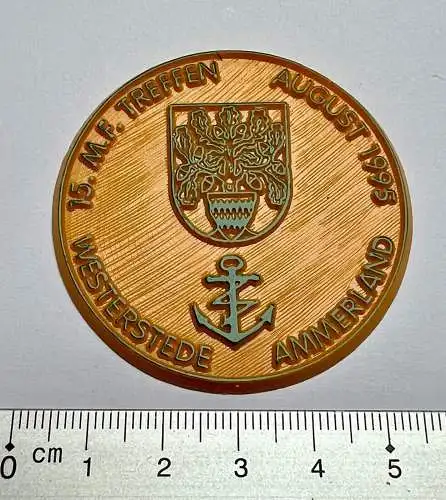 15. M.F. TREFFEN AUGUST 1995
WESTERSTEDE AMMERLAND
0 cm 1 2 3 4 5